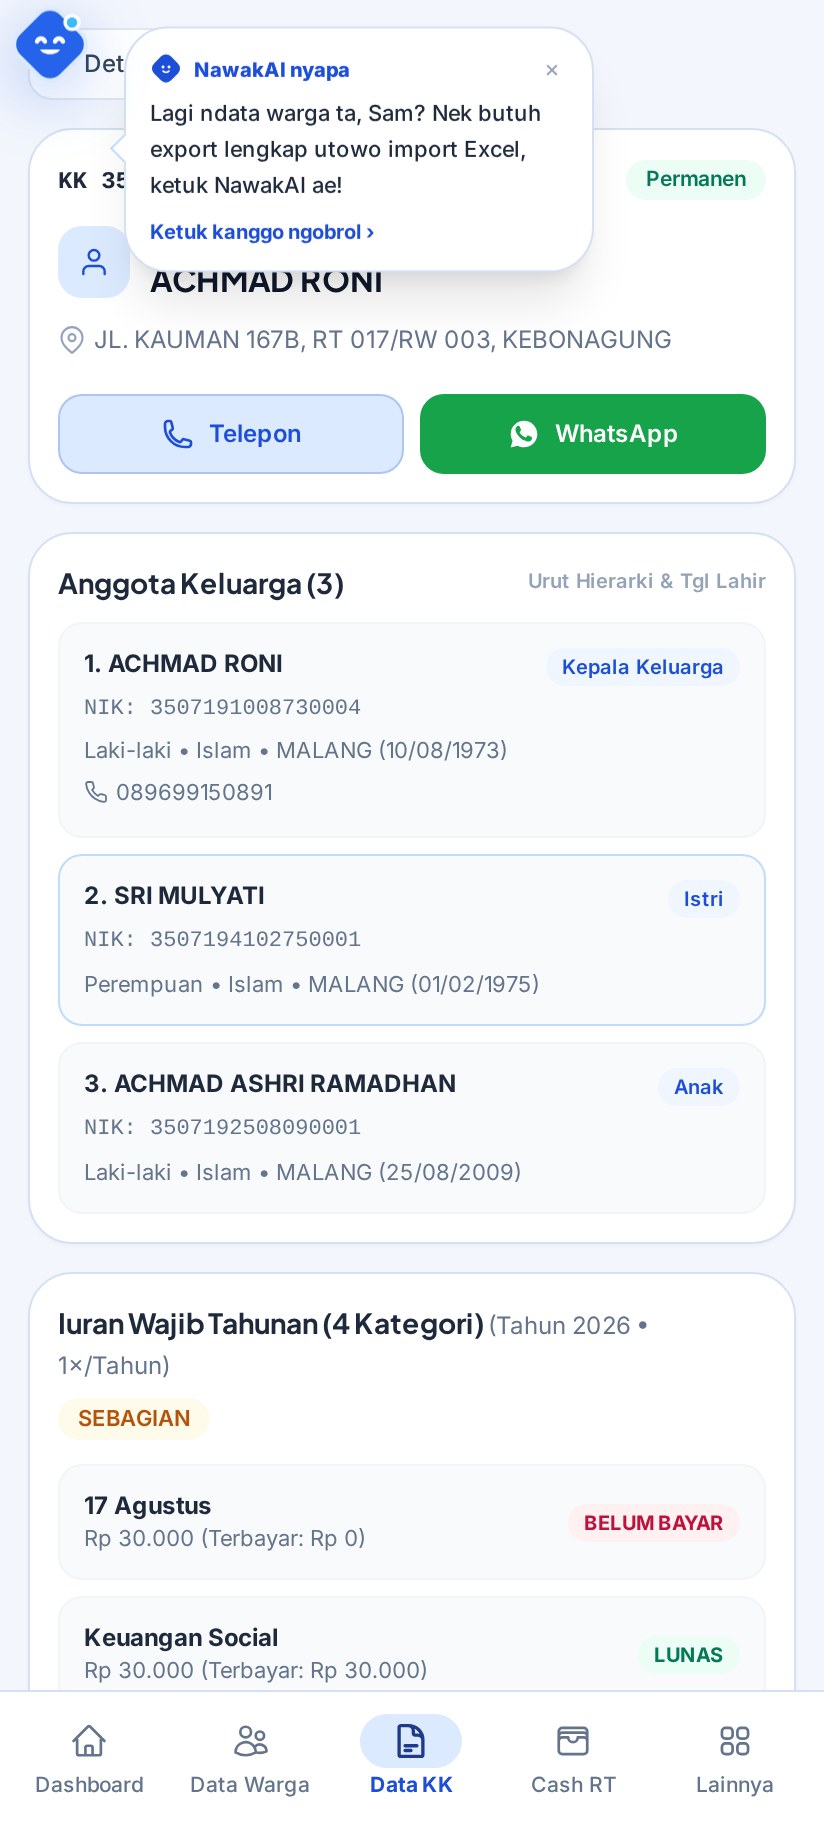 Det
NawakAI nyapa ×
Lagi ndata warga ta, Sam? Nek butuh
export lengkap utowo import Excel,
ketuk NawakAI ae!
Ketuk kanggo ngobrol ›
KK 35
Permanen
ACHMAD RONI
JL. KAUMAN 167B, RT 017/RW 003, KEBONAGUNG
Telepon
WhatsApp
Anggota Keluarga (3)
Urut Hierarki & Tgl Lahir
1. ACHMAD RONI
Kepala Keluarga
NIK: 3507191008730004
Laki-laki • Islam • MALANG (10/08/1973)
089699150891
2. SRI MULYATI
Istri
NIK: 3507194102750001
Perempuan • Islam • MALANG (01/02/1975)
3. ACHMAD ASHRI RAMADHAN
Anak
NIK: 3507192508090001
Laki-laki • Islam • MALANG (25/08/2009)
Iuran Wajib Tahunan (4 Kategori) (Tahun 2026 •
1×/Tahun)
SEBAGIAN
17 Agustus
Rp 30.000 (Terbayar: Rp 0)
BELUM BAYAR
Keuangan Social
Rp 30.000 (Terbayar: Rp 30.000)
LUNAS
Dashboard
Data Warga
Data KK
Cash RT
Lainnya